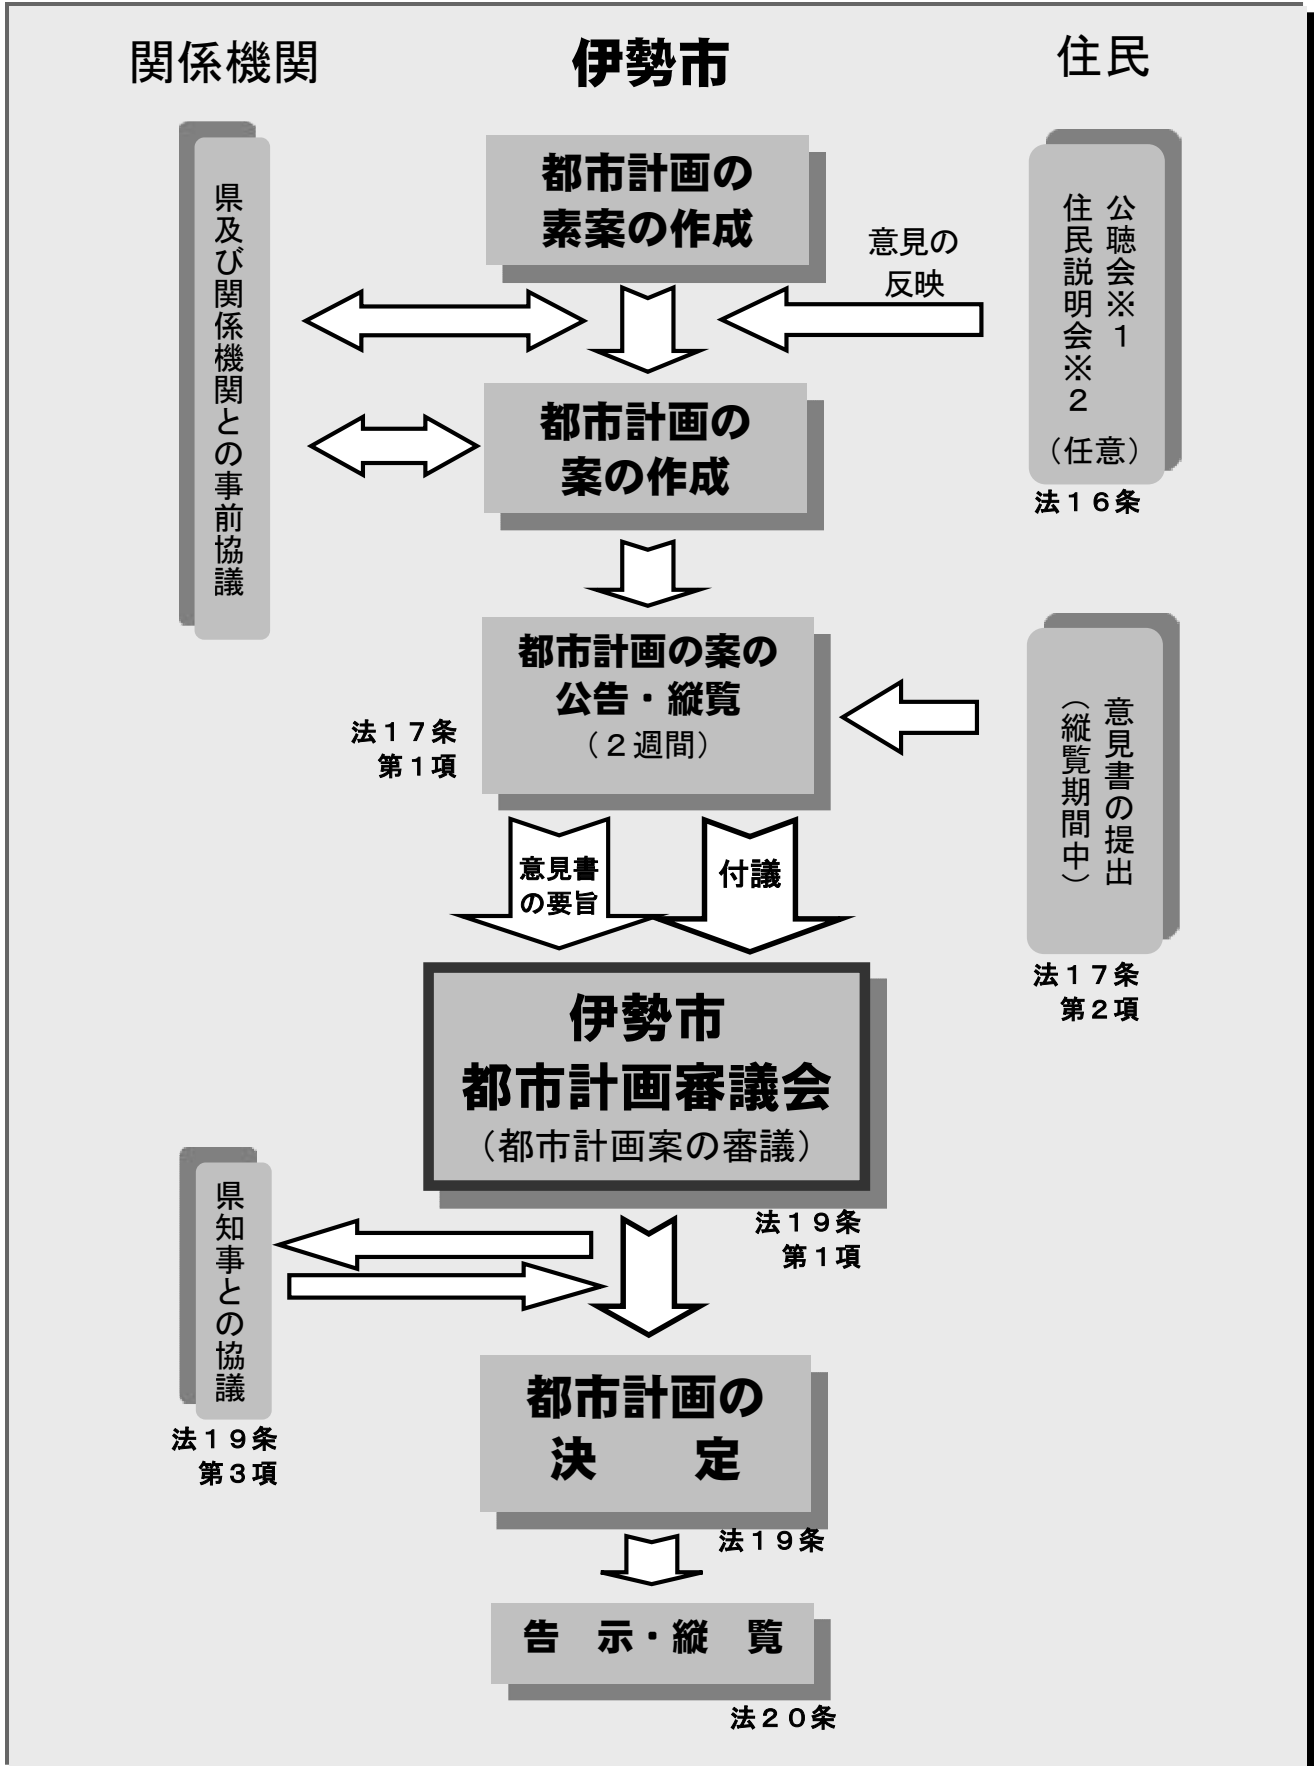 関係機関
伊勢市
住民
都市計画の
素案の作成
県及び関係機関との事前協議
意見の
反映
公聴会※１
住民説明会※２
（任意）
法１６条
都市計画の
案の作成
都市計画の案の
公告・縦覧
（２週間）
法１７条
第１項
意見書の提出
（縦覧期間中）
法１７条
第２項
意見書
の要旨
付議
伊勢市
都市計画審議会
（都市計画案の審議）
法１９条
第１項
県知事との協議
法１９条
第３項
都市計画の
決　　定
法１９条
告　示・縦　覧
法２０条